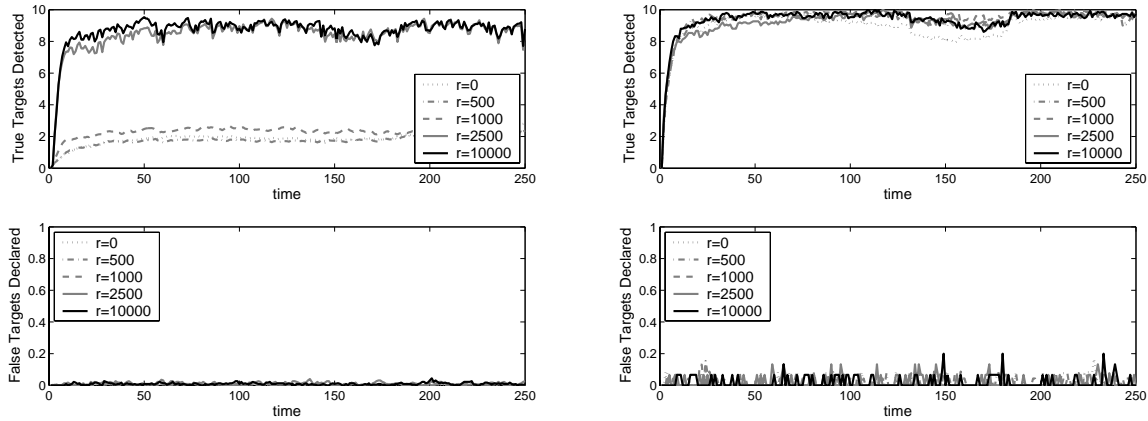 True Targets Detected
10
8
6
4
2
0
0 50 100 150 200 250
time
r=0
r=500
r=1000
r=2500
r=10000
True Targets Detected
10
8
6
4
2
0
0 50 100 150 200 250
time
r=0
r=500
r=1000
r=2500
r=10000
False Targets Declared
1
0.8
0.6
0.4
0.2
0
0 50 100 150 200 250
time
r=0
r=500
r=1000
r=2500
r=10000
False Targets Declared
1
0.8
0.6
0.4
0.2
0
0 50 100 150 200 250
time
r=0
r=500
r=1000
r=2500
r=10000